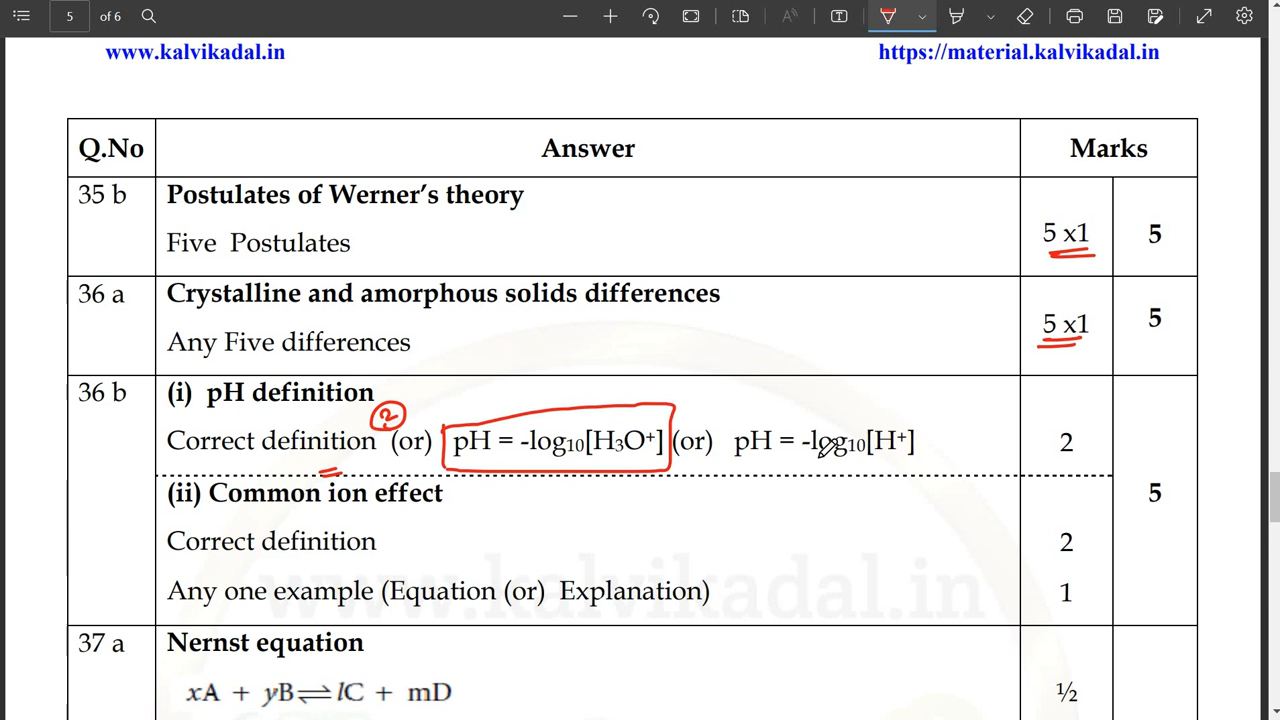 5 of 6
www.kalvikadal.in https://material.kalvikadal.in
Q.No Answer Marks
35 b Postulates of Werner’s theory
Five Postulates 5 x1 5
36 a Crystalline and amorphous solids differences
Any Five differences 5 x1 5
36 b (i) pH definition
2
Correct definition (or) pH = -log₁₀[H₃O⁺] (or) pH = -log₁₀[H⁺] 2
(ii) Common ion effect 5
Correct definition 2
Any one example (Equation (or) Explanation) 1
www.kalvikadal.in
37 a Nernst equation
xA + yB ⇌ lC + mD ½